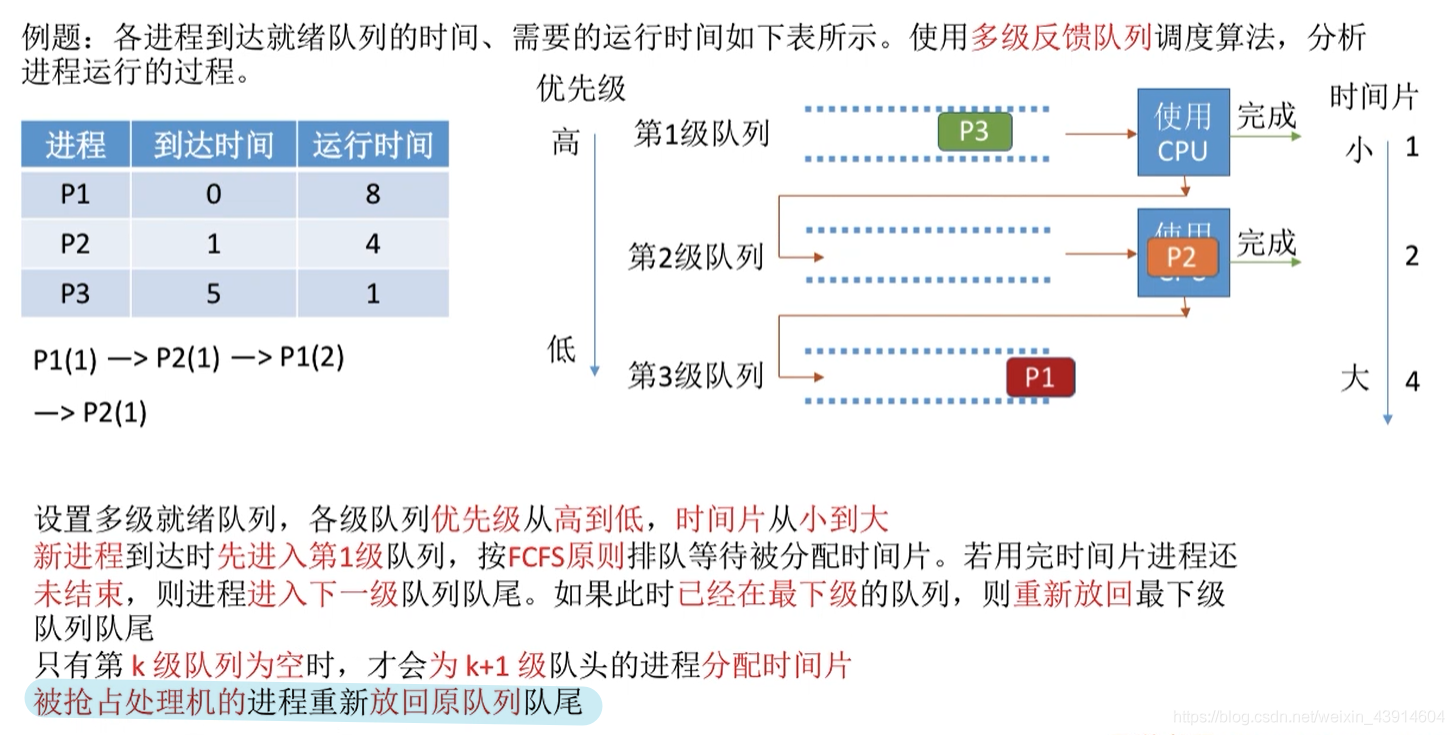 例题：各进程到达就绪队列的时间、需要的运行时间如下表所示。使用多级反馈队列调度算法，分析
进程运行的过程。
进程 到达时间 运行时间
P1 0 8
P2 1 4
P3 5 1
P1(1) —> P2(1) —> P1(2)
—> P2(1)
优先级
高
低
第1级队列
P3
使用
CPU
完成
第2级队列
使用
P2
完成
第3级队列
P1
时间片
小 1
2
大 4
设置多级就绪队列，各级队列优先级从高到低，时间片从小到大
新进程到达时先进入第1级队列，按FCFS原则排队等待被分配时间片。若用完时间片进程还
未结束，则进程进入下一级队列队尾。如果此时已经在最下级的队列，则重新放回最下级
队列队尾
只有第 k 级队列为空时，才会为 k+1 级队头的进程分配时间片
被抢占处理机的进程重新放回原队列队尾
https://blog.csdn.net/weixin_43914604